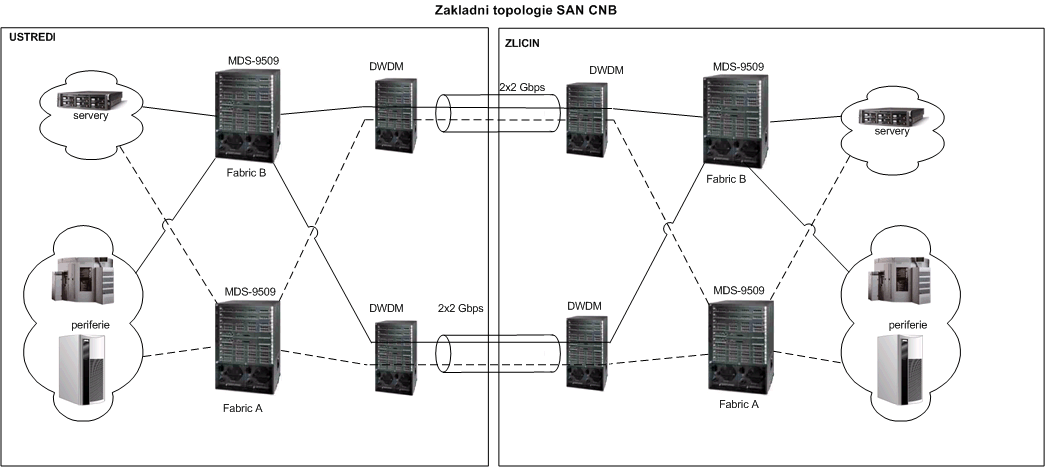 Zakladni topologie SAN CNB
USTREDI
ZLICIN
MDS-9509
DWDM
2x2 Gbps
DWDM
MDS-9509
servery
servery
Fabric B
Fabric B
MDS-9509
DWDM
2x2 Gbps
DWDM
MDS-9509
periferie
periferie
Fabric A
Fabric A